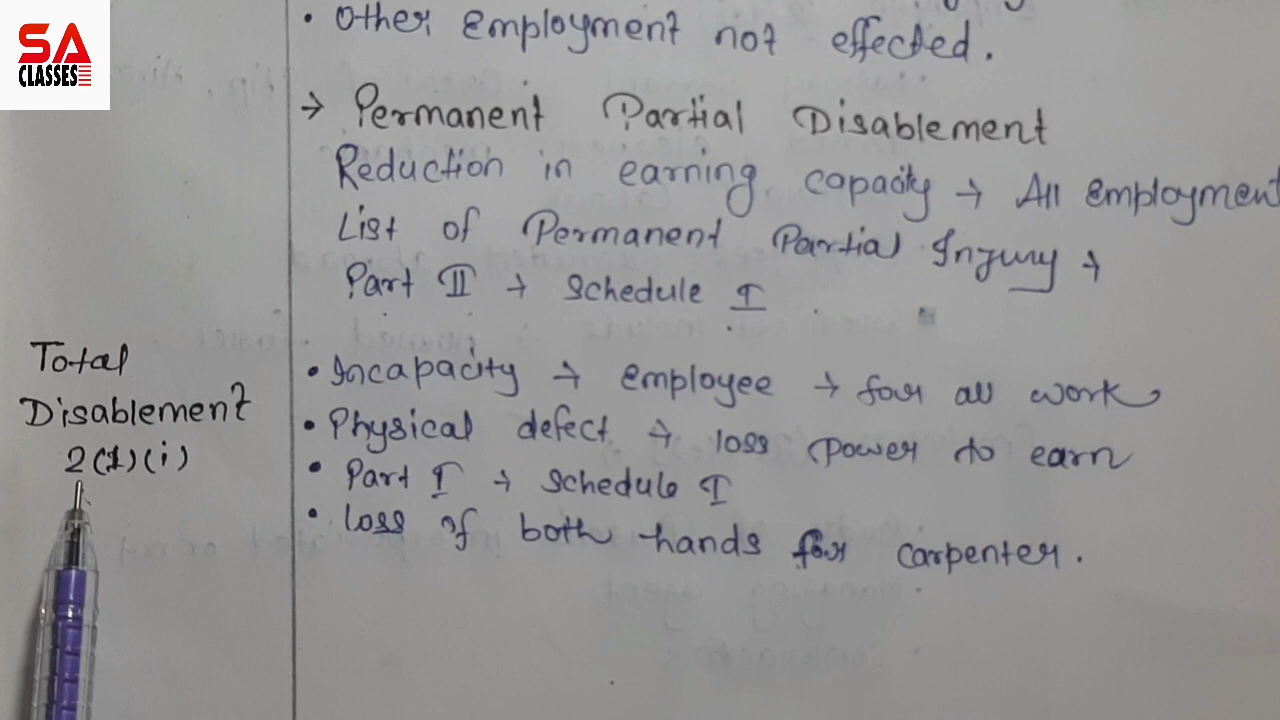 SA
CLASSES
• Other Employment not effected.
→ Permanent Partial Disablement
Reduction in earning capacity → All Employment
List of Permanent Partial Injury →
Part II → Schedule I
Total
Disablement
2(1)(i)
• Incapacity → employee → for all work
• Physical defect → loss power to earn
• Part I → Schedule I
• loss of both hands for carpenter.